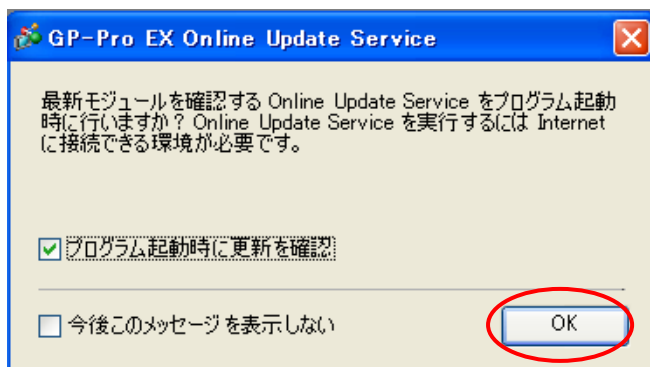 GP-Pro EX Online Update Service
最新モジュールを確認する Online Update Service をプログラム起動
時に行いますか？Online Update Service を実行するには Internet
に接続できる環境が必要です。
プログラム起動時に更新を確認
今後このメッセージを表示しない
OK